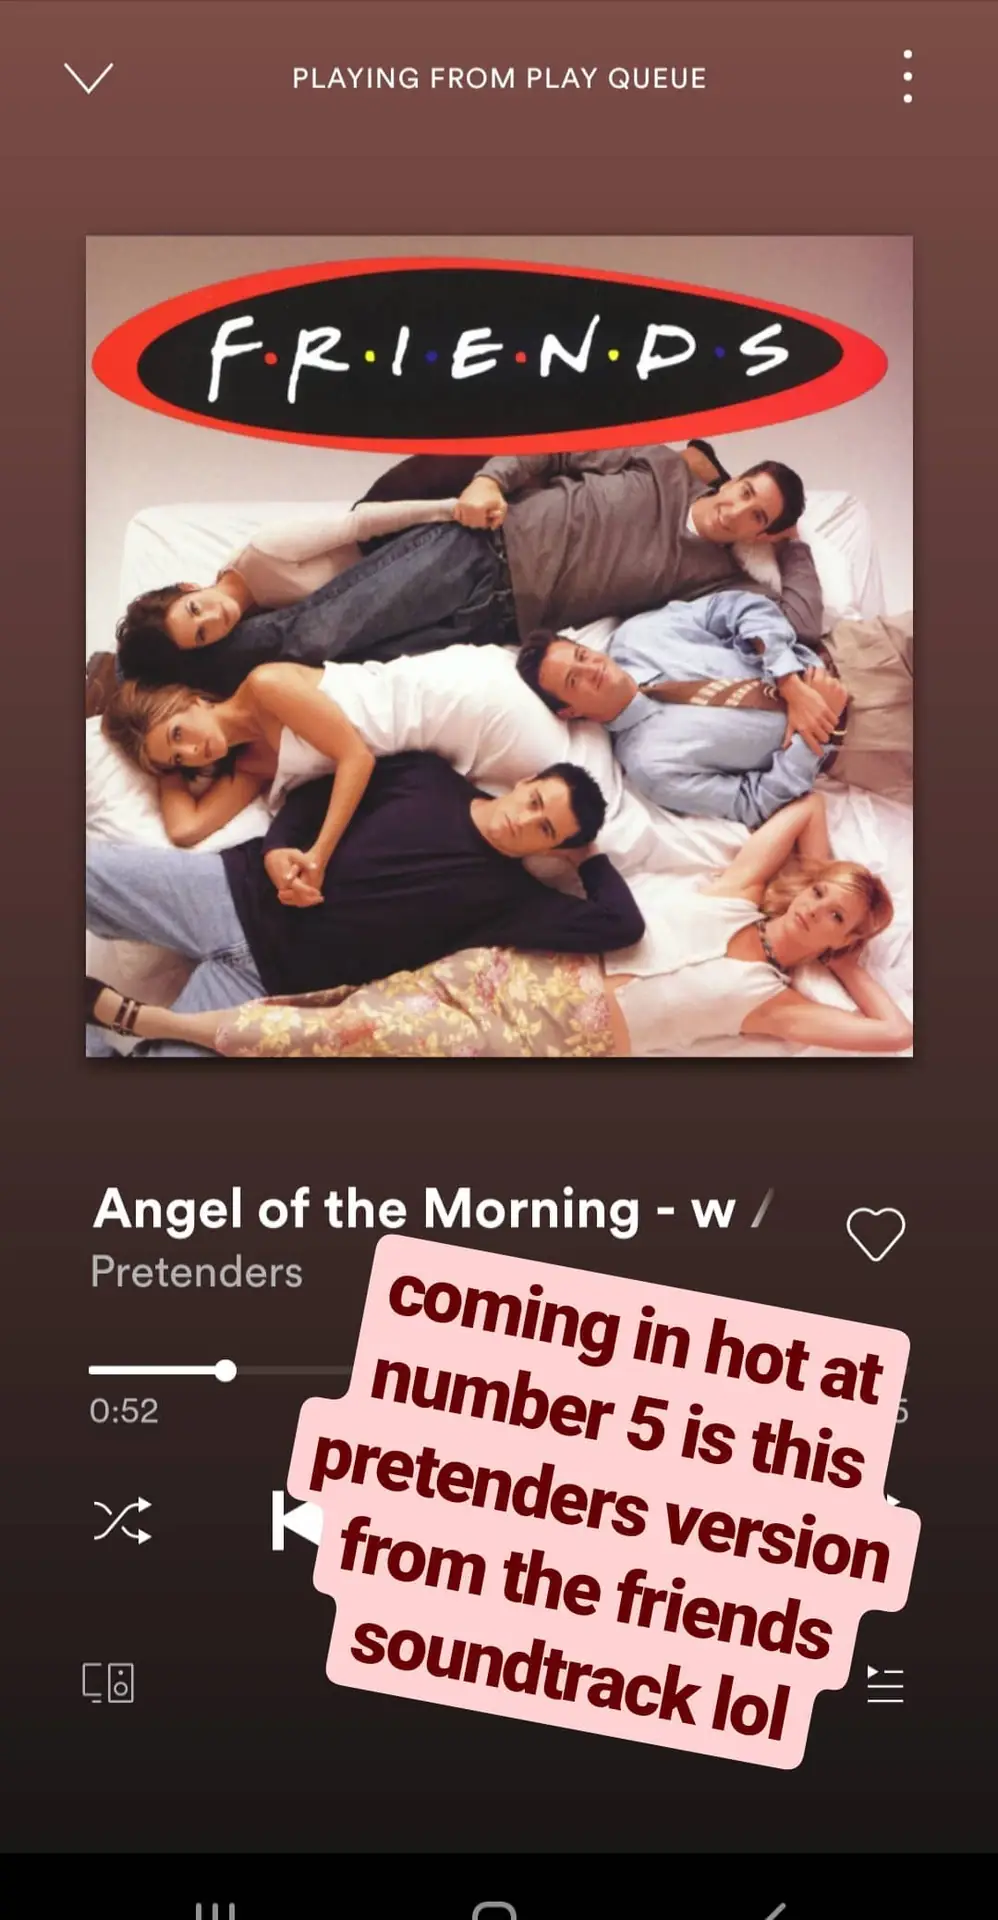 PLAYING FROM PLAY QUEUE
F·R·I·E·N·D·S
Angel of the Morning - w /
Pretenders
0:52
5
coming in hot at
number 5 is this
pretenders version
from the friends
soundtrack lol